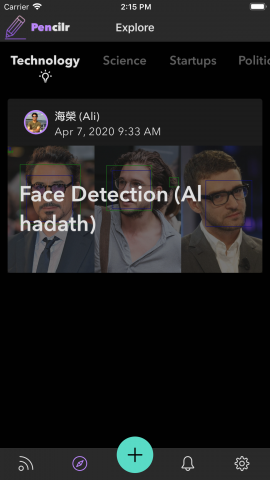 Carrier 2:15 PM
Pencilr Explore
Technology Science Startups Politi
海榮 (Ali)
Apr 7, 2020 9:33 AM
Face Detection (Al
hadath)